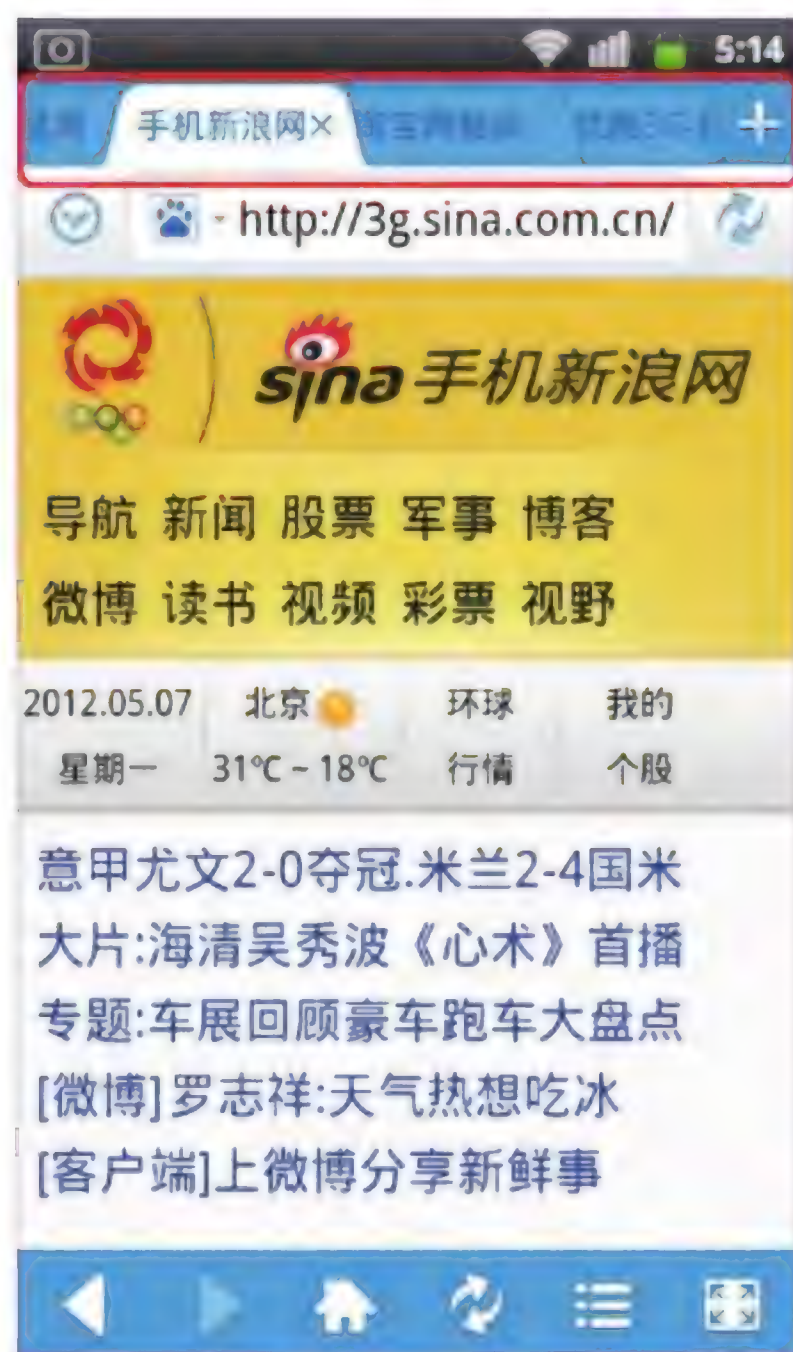 5:14
手机新浪网×
http://3g.sina.com.cn/
sina 手机新浪网
导航 新闻 股票 军事 博客
微博 读书 视频 彩票 视野
2012.05.07 北京 环球 我的
星期一 31℃~18℃ 行情 个股
意甲尤文2-0夺冠.米兰2-4国米
大片:海清吴秀波《心术》首播
专题:车展回顾豪车跑车大盘点
[微博]罗志祥:天气热想吃冰
[客户端]上微博分享新鲜事